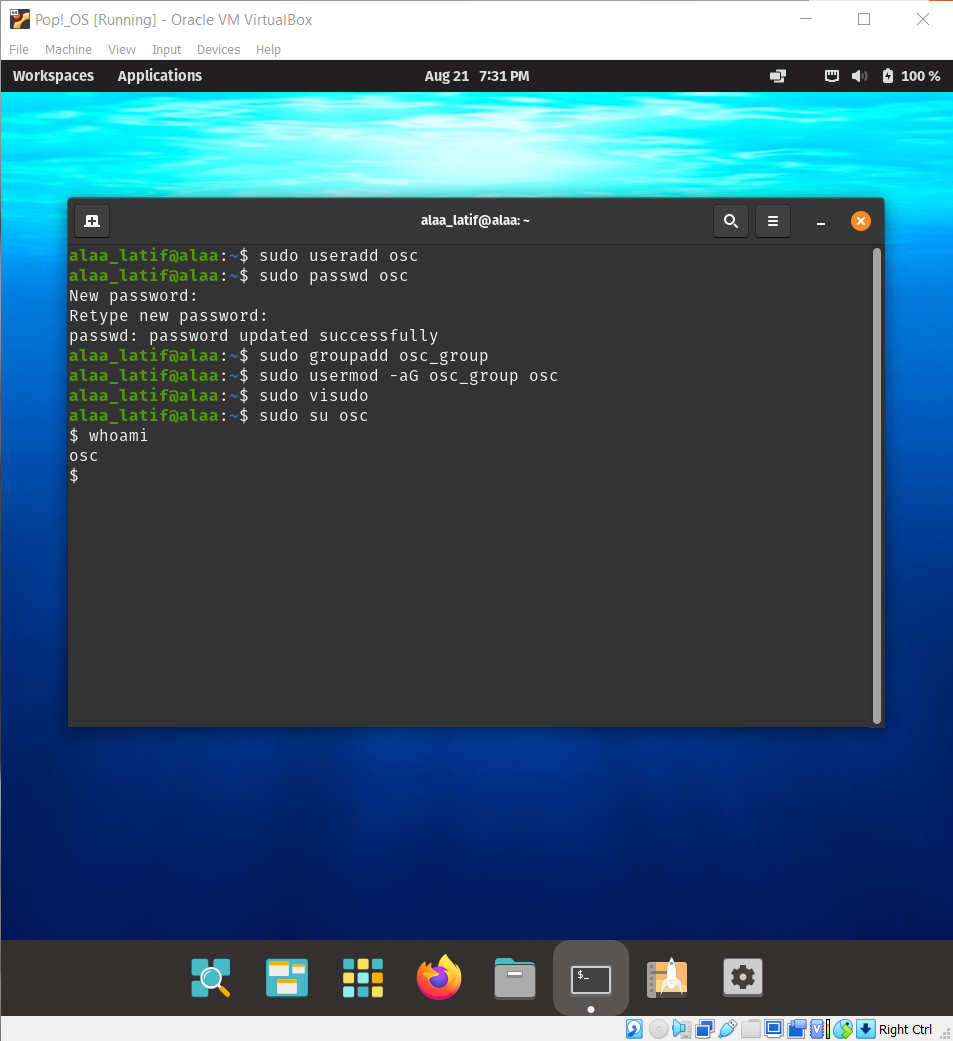 Pop!_OS [Running] - Oracle VM VirtualBox
File Machine View Input Devices Help
Workspaces Applications Aug 21 7:31 PM 100 %
alaa_latif@alaa: ~
alaa_latif@alaa:~$ sudo useradd osc
alaa_latif@alaa:~$ sudo passwd osc
New password:
Retype new password:
passwd: password updated successfully
alaa_latif@alaa:~$ sudo groupadd osc_group
alaa_latif@alaa:~$ sudo usermod -aG osc_group osc
alaa_latif@alaa:~$ sudo visudo
alaa_latif@alaa:~$ sudo su osc
$ whoami
osc
$
$_
Right Ctrl